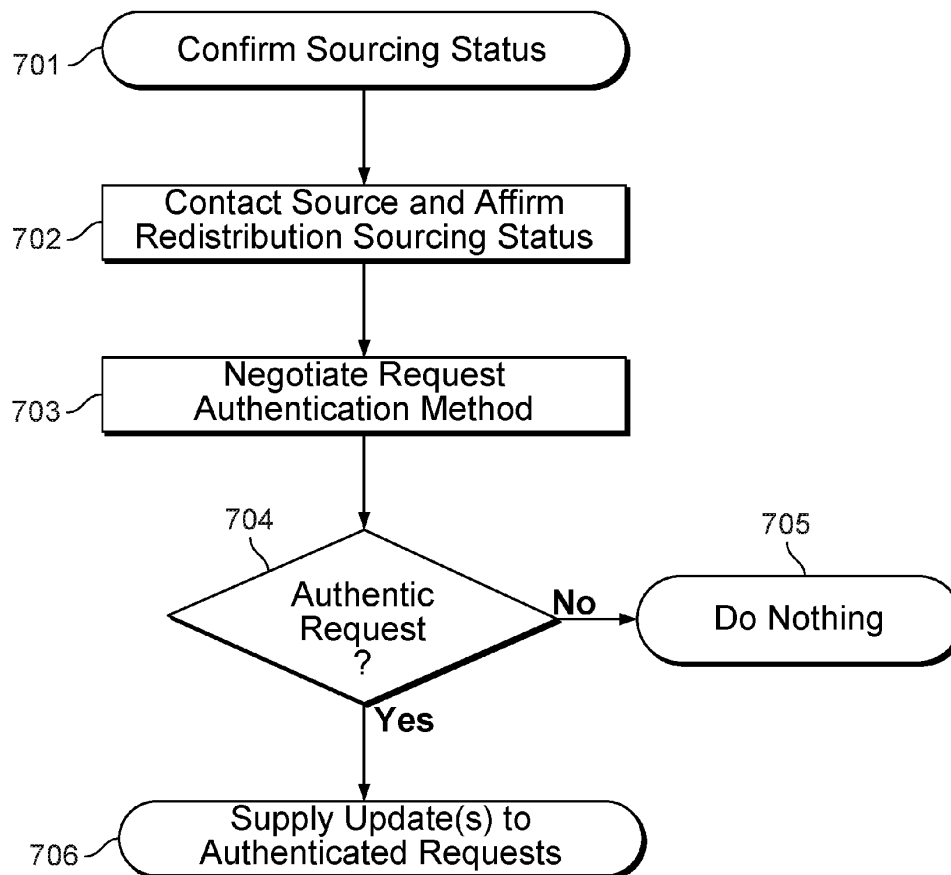 701
Confirm Sourcing Status
702
Contact Source and Affirm
Redistribution Sourcing Status
703
Negotiate Request
Authentication Method
704
Authentic
Request
?
No
705
Do Nothing
Yes
706
Supply Update(s) to
Authenticated Requests